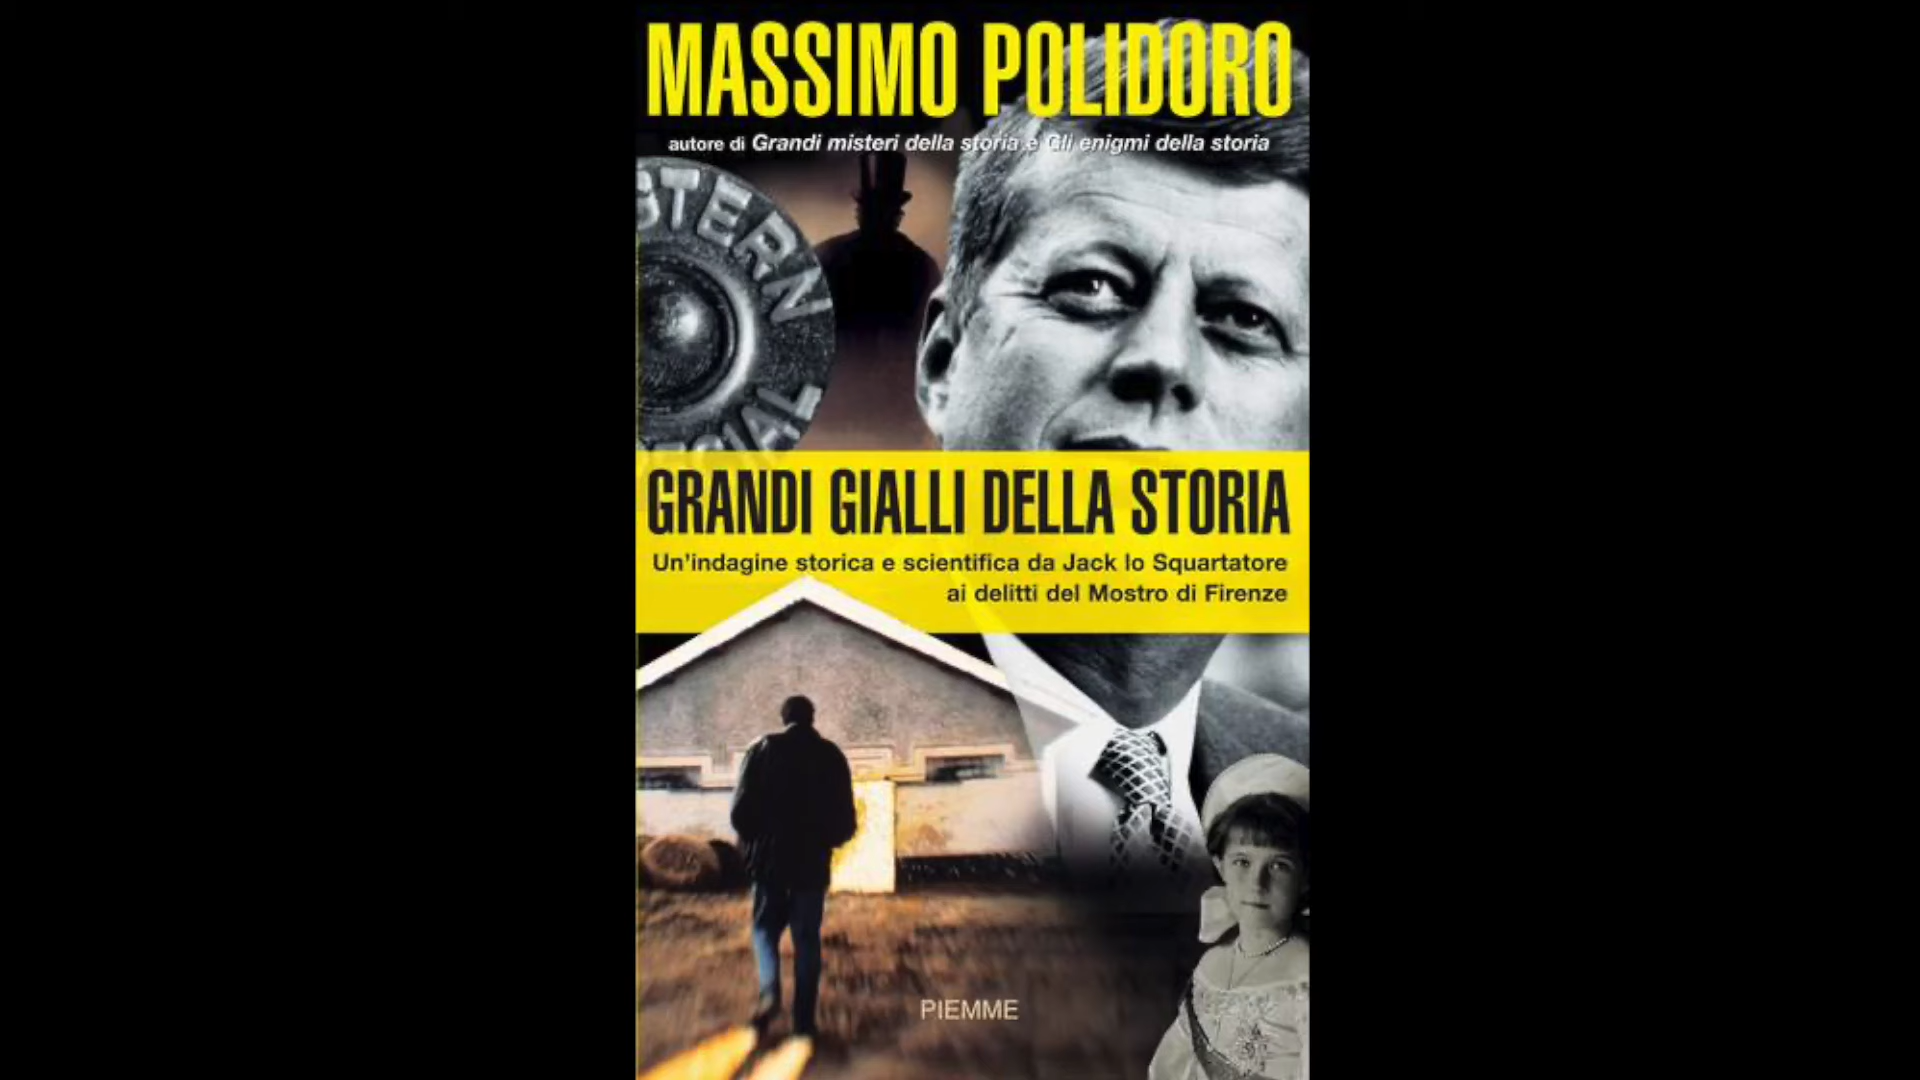 MASSIMO POLIDORO
autore di Grandi misteri della storia e Gli enigmi della storia
STERN
GRANDI GIALLI DELLA STORIA
Un'indagine storica e scientifica da Jack lo Squartatore
ai delitti del Mostro di Firenze
PIEMME